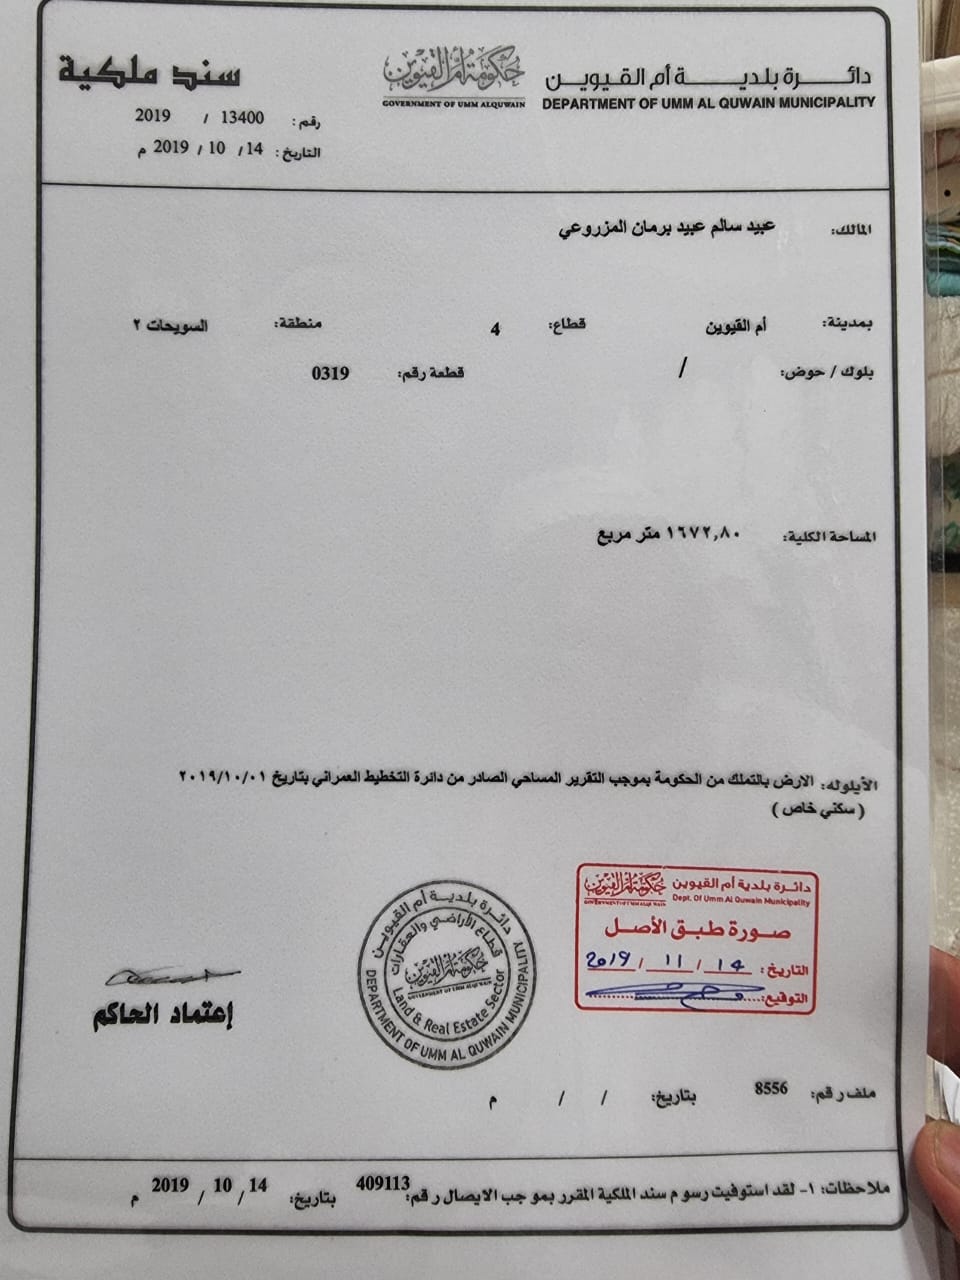 دائرة بلدية أم القيوين
DEPARTMENT OF UMM AL QUWAIN MUNICIPALITY
حكومة أم القيوين
GOVERNMENT OF UMM ALQUWAIN
سند ملكية
رقم: 13400 / 2019
التاريخ: 14 / 10 / 2019 م
المالك: عبيد سالم عبيد برمان المزروعي
بمدينة: أم القيوين قطاع: 4 منطقة: السويحات ٢
بلوك / حوض: / قطعة رقم: 0319
المساحة الكلية: ١٦٧٢,٨٠ متر مربع
الأيلوله: الارض بالتملك من الحكومة بموجب التقرير المساحي الصادر من دائرة التخطيط العمراني بتاريخ ٢٠١٩/١٠/٠١
( سكني خاص )
حكومة أم القيوين
GOVERNMENT OF UMM ALQUWAIN
دائرة بلدية أم القيوين
Dept. Of Umm Al Quwain Municipality
صورة طبق الأصل
التاريخ: 14 / 11 / 2019
التوقيع:
دائرة بلدية أم القيوين
قطاع الأراضي والعقارات
حكومة أم القيوين
GOVERNMENT OF UMM ALQUWAIN
Land & Real Estate Sector
DEPARTMENT OF UMM AL QUWAIN MUNICIPALITY
إعتماد الحاكم
ملف رقم: 8556 بتاريخ: / / م
ملاحظات: ١- لقد استوفيت رسوم سند الملكية المقرر بموجب الايصال رقم: 409113 بتاريخ: 14 / 10 / 2019 م